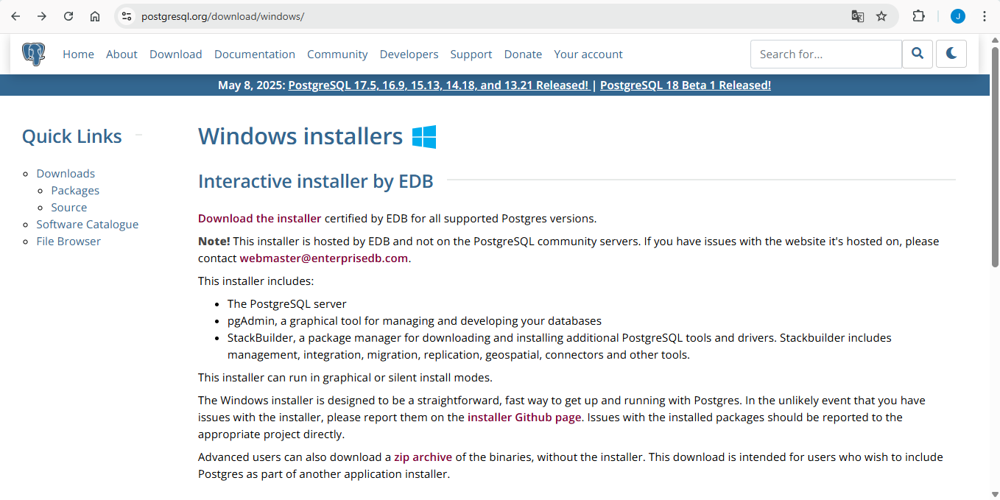 postgresql.org/download/windows/
J
Home About Download Documentation Community Developers Support Donate Your account
Search for...
May 8, 2025: PostgreSQL 17.5, 16.9, 15.13, 14.18, and 13.21 Released! | PostgreSQL 18 Beta 1 Released!
Quick Links
Downloads
Packages
Source
Software Catalogue
File Browser
Windows installers
Interactive installer by EDB
Download the installer certified by EDB for all supported Postgres versions.
Note! This installer is hosted by EDB and not on the PostgreSQL community servers. If you have issues with the website it's hosted on, please
contact webmaster@enterprisedb.com.
This installer includes:
The PostgreSQL server
pgAdmin, a graphical tool for managing and developing your databases
StackBuilder, a package manager for downloading and installing additional PostgreSQL tools and drivers. Stackbuilder includes
management, integration, migration, replication, geospatial, connectors and other tools.
This installer can run in graphical or silent install modes.
The Windows installer is designed to be a straightforward, fast way to get up and running with Postgres. In the unlikely event that you have
issues with the installer, please report them on the installer Github page. Issues with the installed packages should be reported to the
appropriate project directly.
Advanced users can also download a zip archive of the binaries, without the installer. This download is intended for users who wish to include
Postgres as part of another application installer.